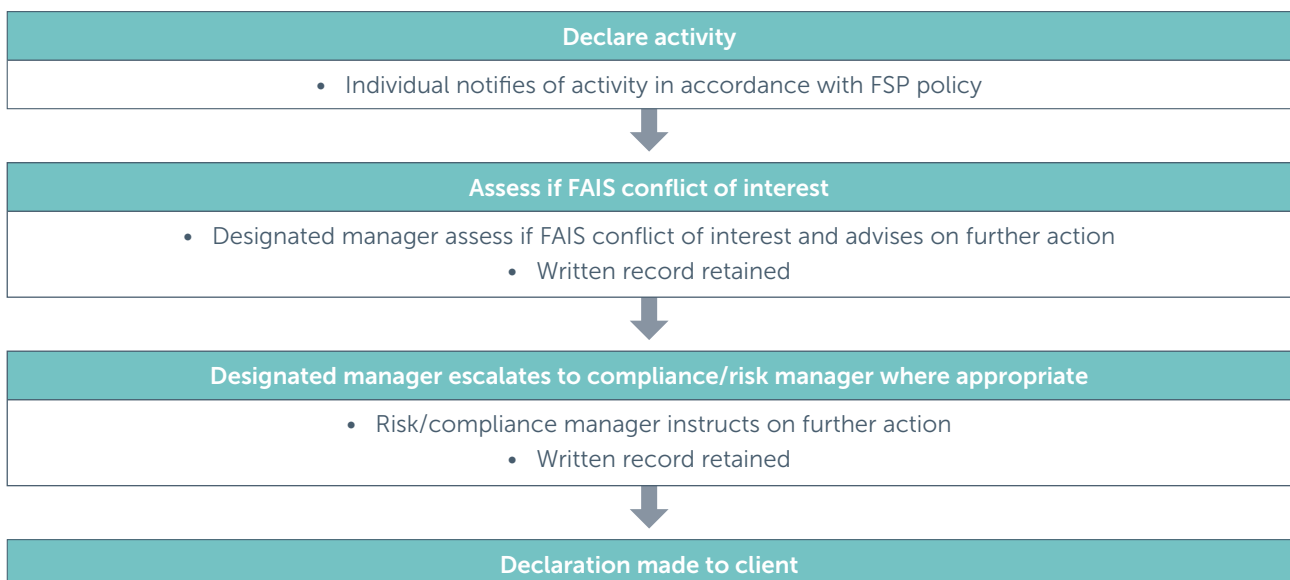 Declare activity
• Individual notifies of activity in accordance with FSP policy
Assess if FAIS conflict of interest
• Designated manager assess if FAIS conflict of interest and advises on further action
• Written record retained
Designated manager escalates to compliance/risk manager where appropriate
• Risk/compliance manager instructs on further action
• Written record retained
Declaration made to client